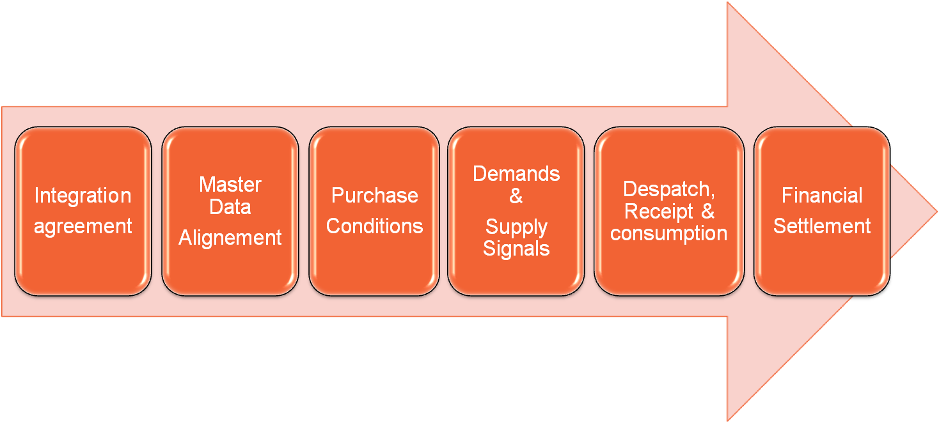 Integration
agreement
Master
Data
Alignement
Purchase
Conditions
Demands
&
Supply
Signals
Despatch,
Receipt &
consumption
Financial
Settlement